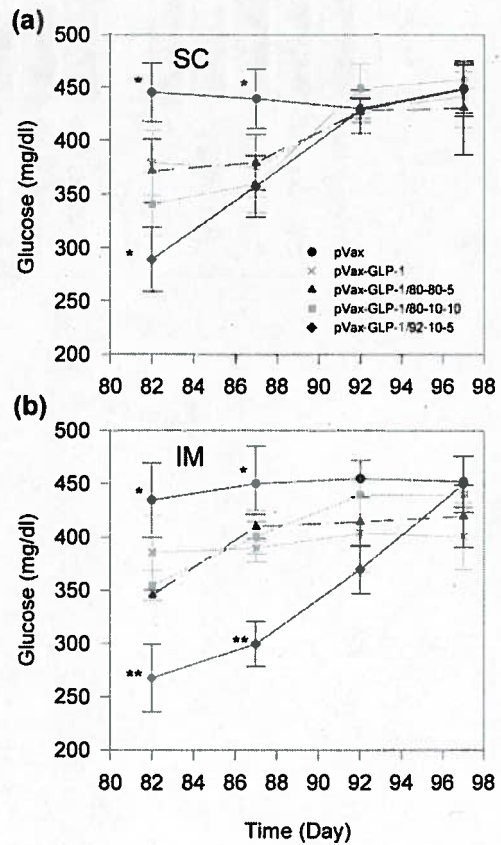 (a)
SC
500
450
400
350
300
250
200
Glucose (mg/dl)
*
*
*
pVax
pVax-GLP-1
pVax-GLP-1/80-80-5
pVax-GLP-1/80-10-10
pVax-GLP-1/92-10-5
80 82 84 86 88 90 92 94 96 98
(b)
IM
500
450
400
350
300
250
200
Glucose (mg/dl)
*
*
**
**
80 82 84 86 88 90 92 94 96 98
Time (Day)